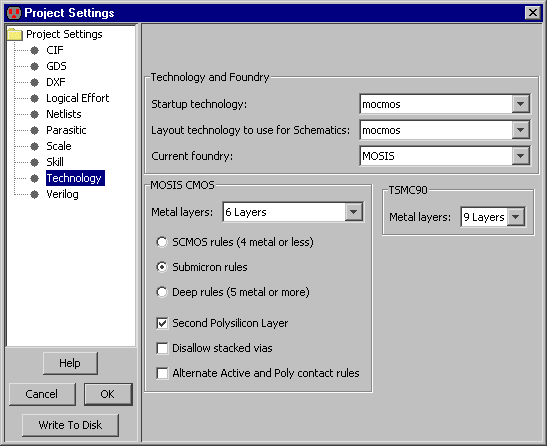 Project Settings
Project Settings
CIF
GDS
DXF
Logical Effort
Netlists
Parasitic
Scale
Skill
Technology
Verilog
Help
Cancel OK
Write To Disk
Technology and Foundry
Startup technology: mocmos
Layout technology to use for Schematics: mocmos
Current foundry: MOSIS
MOSIS CMOS
Metal layers: 6 Layers
SCMOS rules (4 metal or less)
Submicron rules
Deep rules (5 metal or more)
Second Polysilicon Layer
Disallow stacked vias
Alternate Active and Poly contact rules
TSMC90
Metal layers: 9 Layers